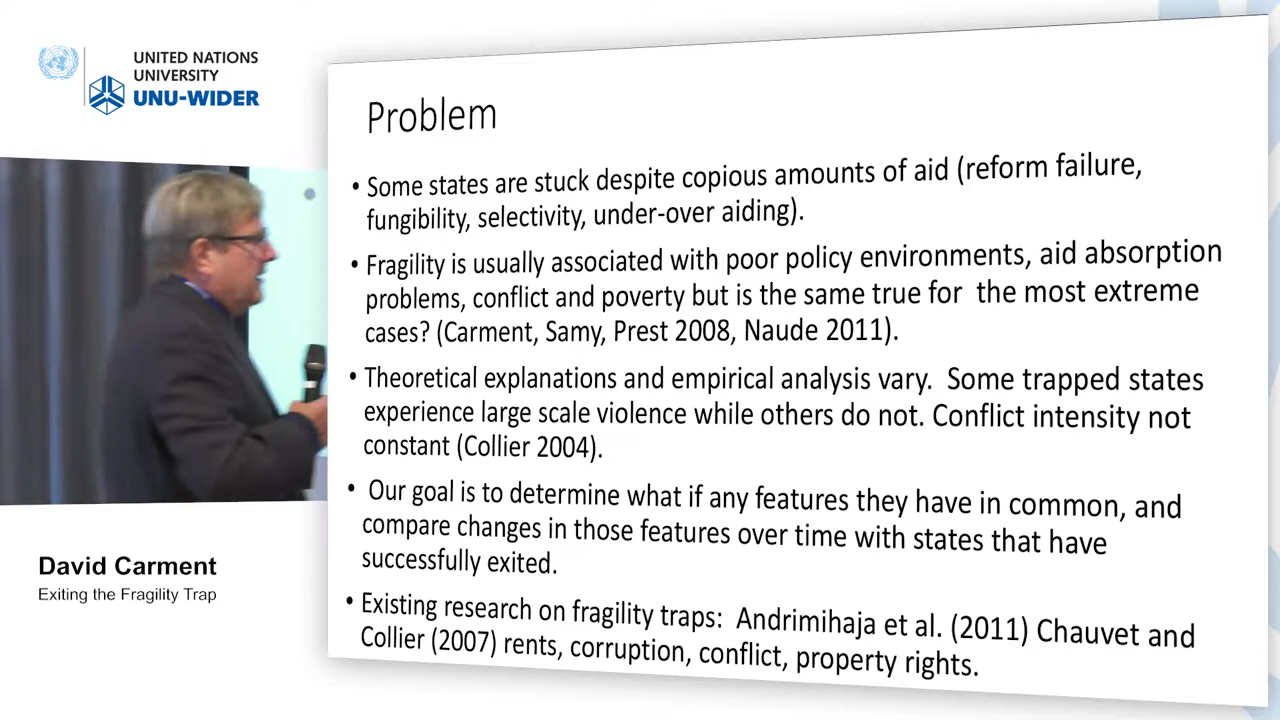 UNITED NATIONS
UNIVERSITY
UNU-WIDER
Problem
• Some states are stuck despite copious amounts of aid (reform failure,
fungibility, selectivity, under-over aiding).
• Fragility is usually associated with poor policy environments, aid absorption
problems, conflict and poverty but is the same true for the most extreme
cases? (Carment, Samy, Prest 2008, Naude 2011).
• Theoretical explanations and empirical analysis vary. Some trapped states
experience large scale violence while others do not. Conflict intensity not
constant (Collier 2004).
• Our goal is to determine what if any features they have in common, and
compare changes in those features over time with states that have
successfully exited.
• Existing research on fragility traps: Andrimihaja et al. (2011) Chauvet and
Collier (2007) rents, corruption, conflict, property rights.
David Carment
Exiting the Fragility Trap